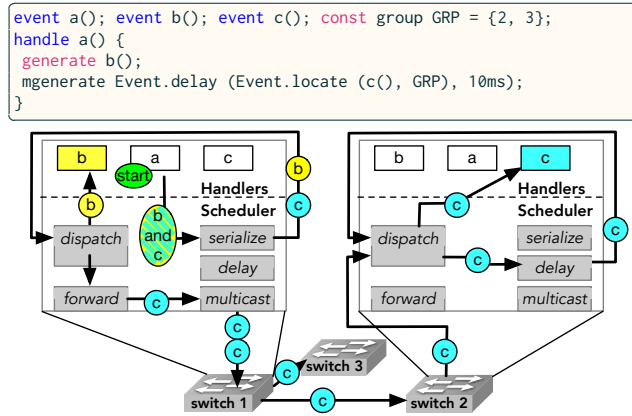 event a(); event b(); event c(); const group GRP = {2, 3};
handle a() {
generate b();
mgenerate Event.delay (Event.locate (c(), GRP), 10ms);
}
b
a
c
b
start
Handlers
c
b
Scheduler
b
and
c
dispatch
serialize
delay
forward
c
multicast
c
c
switch 1
b
a
c
c
Handlers
c
Scheduler
dispatch
serialize
c
delay
forward
multicast
c
switch 3
c
c
switch 2